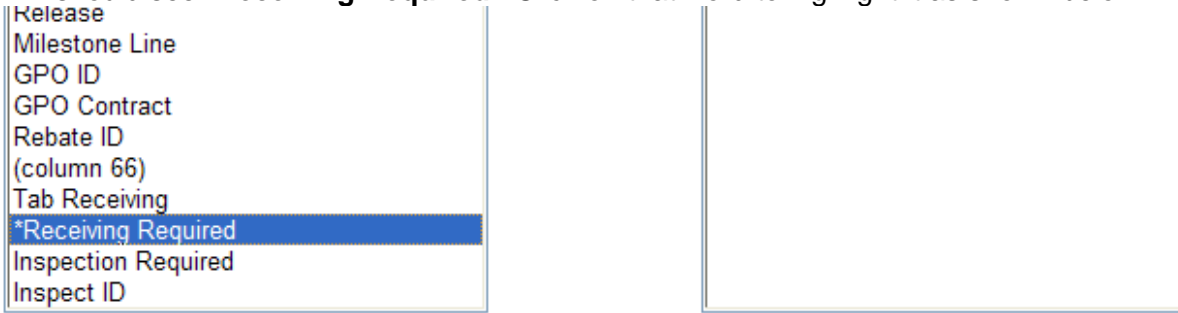 Release
Milestone Line
GPO ID
GPO Contract
Rebate ID
(column 66)
Tab Receiving
*Receiving Required
Inspection Required
Inspect ID